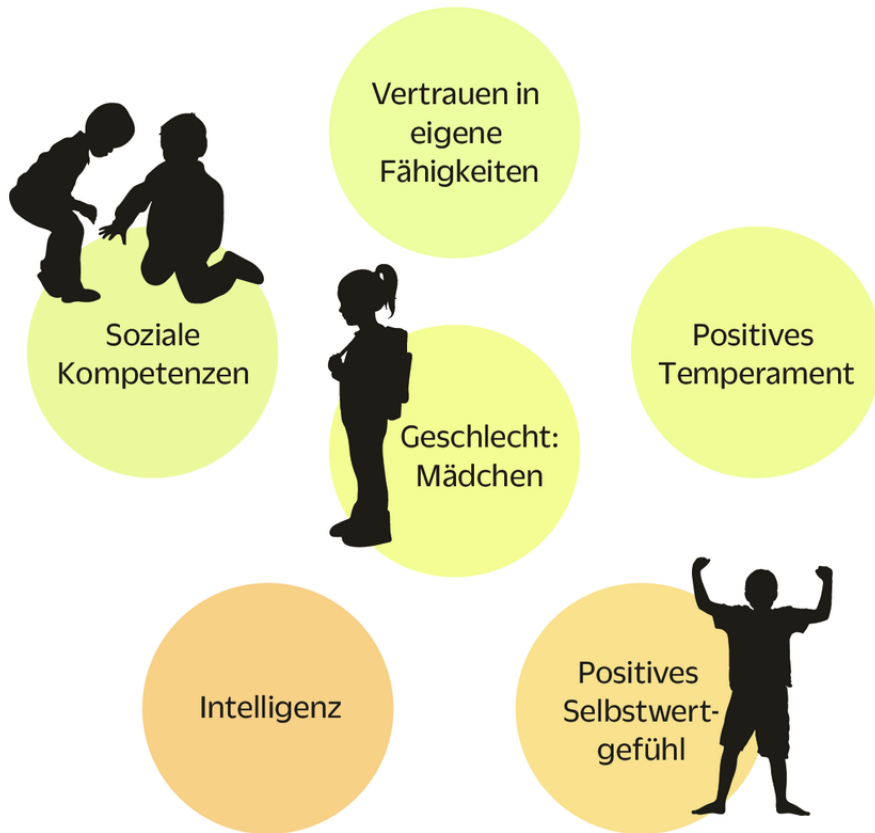 Vertrauen in
eigene
Fähigkeiten
Soziale
Kompetenzen
Positives
Temperament
Geschlecht:
Mädchen
Intelligenz
Positives
Selbstwert-
gefühl